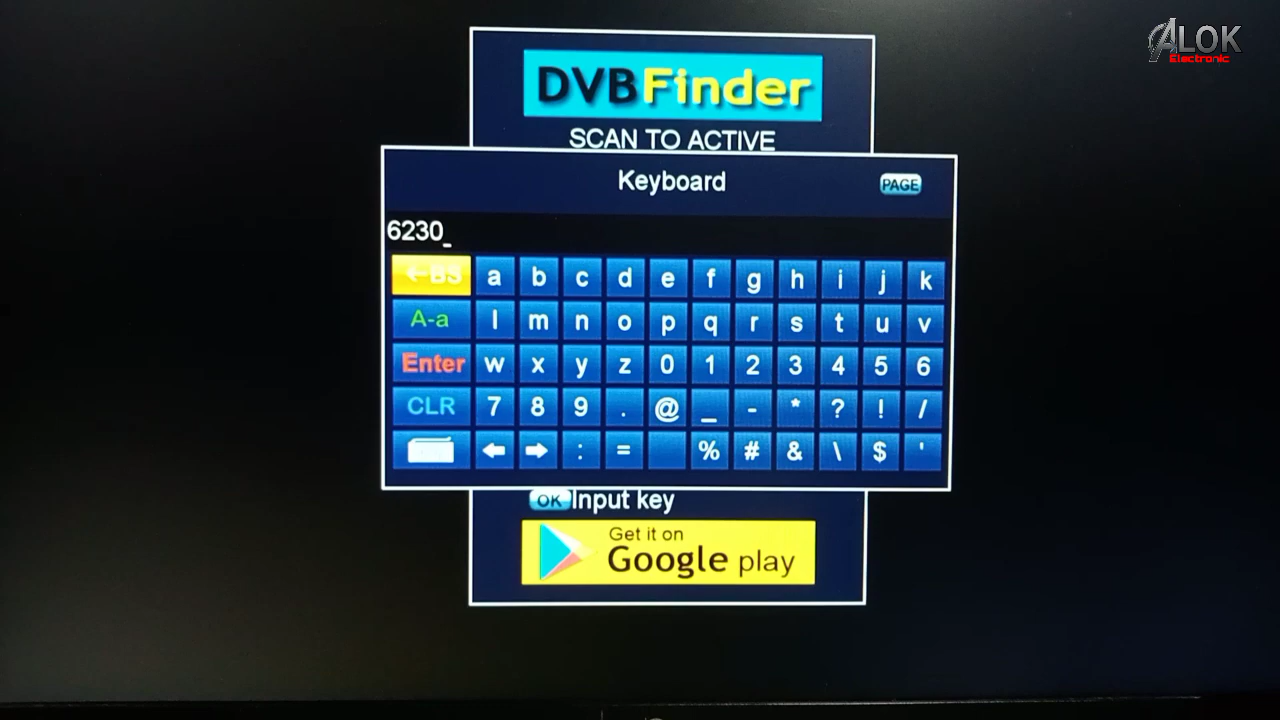 ALOK
Electronic
DVBFinder
SCAN TO ACTIVE
Keyboard PAGE
6230_
←BS a b c d e f g h i j k
A-a l m n o p q r s t u v
Enter w x y z 0 1 2 3 4 5 6
CLR 7 8 9 . @ _ - * ? ! /
← → : = % # & \ $ '
OK Input key
Get it on
Google play